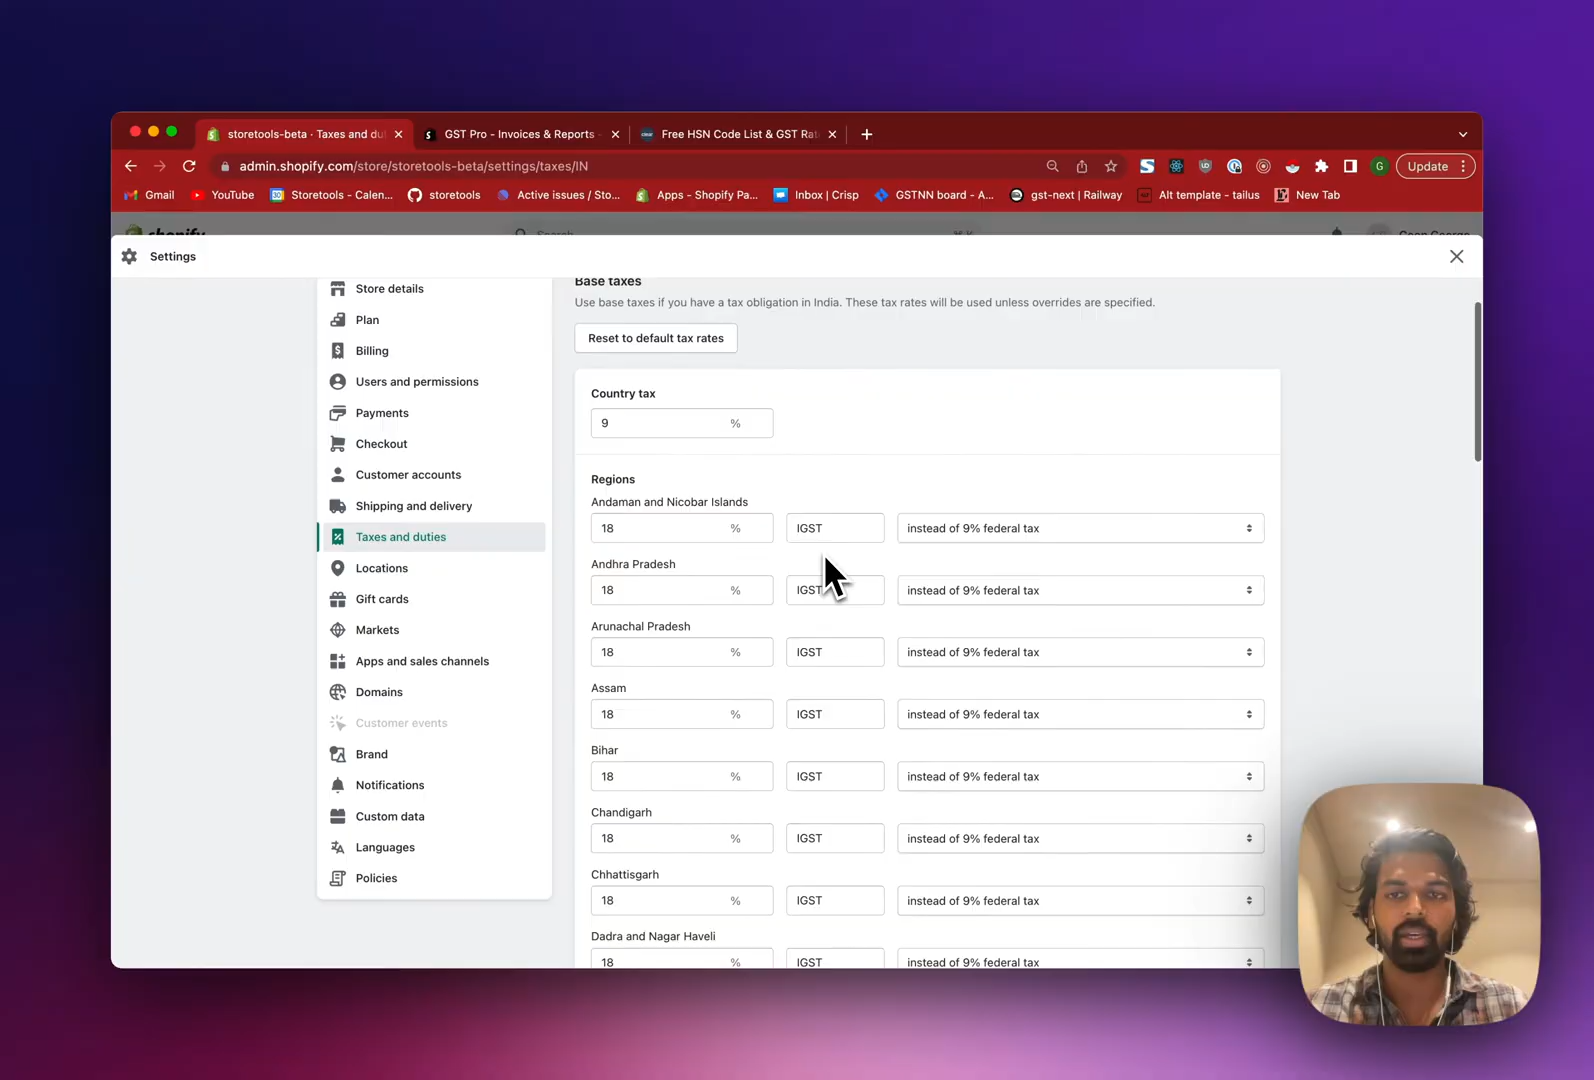 storetools-beta · Taxes and du
GST Pro - Invoices & Reports
Free HSN Code List & GST Ra
admin.shopify.com/store/storetools-beta/settings/taxes/IN
G
Update
Gmail
YouTube
Storetools - Calen...
storetools
Active issues / Sto...
Apps - Shopify Pa...
Inbox | Crisp
GSTNN board - A...
gst-next | Railway
Alt template - tailus
New Tab
shopify
Search
Settings
Store details
Plan
Billing
Users and permissions
Payments
Checkout
Customer accounts
Shipping and delivery
Taxes and duties
Locations
Gift cards
Markets
Apps and sales channels
Domains
Customer events
Brand
Notifications
Custom data
Languages
Policies
Base taxes
Use base taxes if you have a tax obligation in India. These tax rates will be used unless overrides are specified.
Reset to default tax rates
Country tax
9 %
Regions
Andaman and Nicobar Islands
18 % IGST instead of 9% federal tax
Andhra Pradesh
18 % IGST instead of 9% federal tax
Arunachal Pradesh
18 % IGST instead of 9% federal tax
Assam
18 % IGST instead of 9% federal tax
Bihar
18 % IGST instead of 9% federal tax
Chandigarh
18 % IGST instead of 9% federal tax
Chhattisgarh
18 % IGST instead of 9% federal tax
Dadra and Nagar Haveli
18 % IGST instead of 9% federal tax